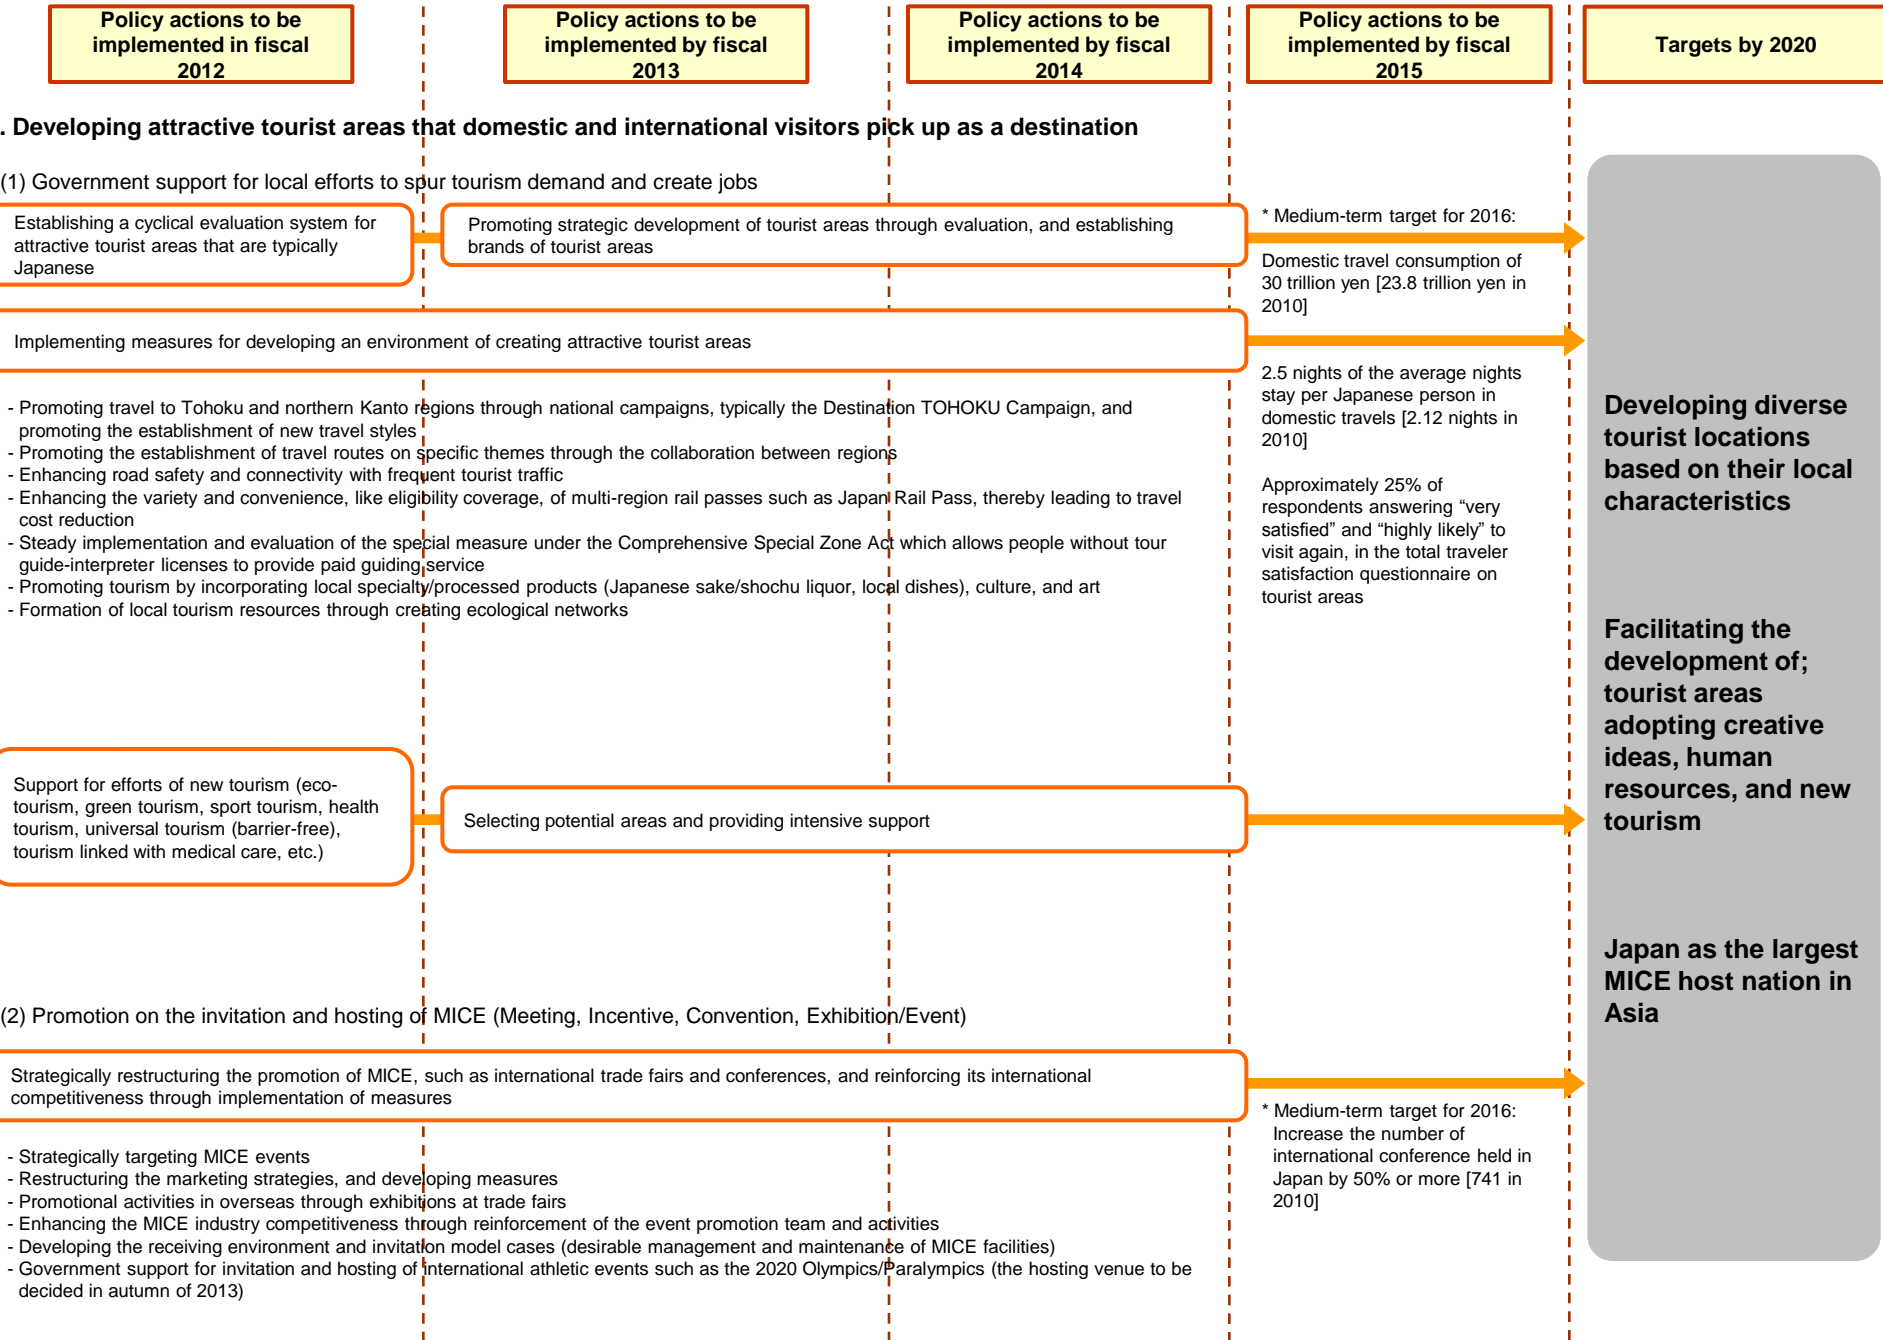 Policy actions to be
implemented in fiscal
2012
Policy actions to be
implemented by fiscal
2013
Policy actions to be
implemented by fiscal
2014
Policy actions to be
implemented by fiscal
2015
Targets by 2020
. Developing attractive tourist areas that domestic and international visitors pick up as a destination
(1) Government support for local efforts to spur tourism demand and create jobs
Establishing a cyclical evaluation system for
attractive tourist areas that are typically
Japanese
Promoting strategic development of tourist areas through evaluation, and establishing
brands of tourist areas
* Medium-term target for 2016:
Domestic travel consumption of
30 trillion yen [23.8 trillion yen in
2010]
Implementing measures for developing an environment of creating attractive tourist areas
2.5 nights of the average nights
stay per Japanese person in
domestic travels [2.12 nights in
2010]
Approximately 25% of
respondents answering “very
satisfied” and “highly likely” to
visit again, in the total traveler
satisfaction questionnaire on
tourist areas
- Promoting travel to Tohoku and northern Kanto regions through national campaigns, typically the Destination TOHOKU Campaign, and
promoting the establishment of new travel styles
- Promoting the establishment of travel routes on specific themes through the collaboration between regions
- Enhancing road safety and connectivity with frequent tourist traffic
- Enhancing the variety and convenience, like eligibility coverage, of multi-region rail passes such as Japan Rail Pass, thereby leading to travel
cost reduction
- Steady implementation and evaluation of the special measure under the Comprehensive Special Zone Act which allows people without tour
guide-interpreter licenses to provide paid guiding service
- Promoting tourism by incorporating local specialty/processed products (Japanese sake/shochu liquor, local dishes), culture, and art
- Formation of local tourism resources through creating ecological networks
Support for efforts of new tourism (eco-
tourism, green tourism, sport tourism, health
tourism, universal tourism (barrier-free),
tourism linked with medical care, etc.)
Selecting potential areas and providing intensive support
Developing diverse
tourist locations
based on their local
characteristics
Facilitating the
development of;
tourist areas
adopting creative
ideas, human
resources, and new
tourism
Japan as the largest
MICE host nation in
Asia
(2) Promotion on the invitation and hosting of MICE (Meeting, Incentive, Convention, Exhibition/Event)
Strategically restructuring the promotion of MICE, such as international trade fairs and conferences, and reinforcing its international
competitiveness through implementation of measures
* Medium-term target for 2016:
Increase the number of
international conference held in
Japan by 50% or more [741 in
2010]
- Strategically targeting MICE events
- Restructuring the marketing strategies, and developing measures
- Promotional activities in overseas through exhibitions at trade fairs
- Enhancing the MICE industry competitiveness through reinforcement of the event promotion team and activities
- Developing the receiving environment and invitation model cases (desirable management and maintenance of MICE facilities)
- Government support for invitation and hosting of international athletic events such as the 2020 Olympics/Paralympics (the hosting venue to be
decided in autumn of 2013)